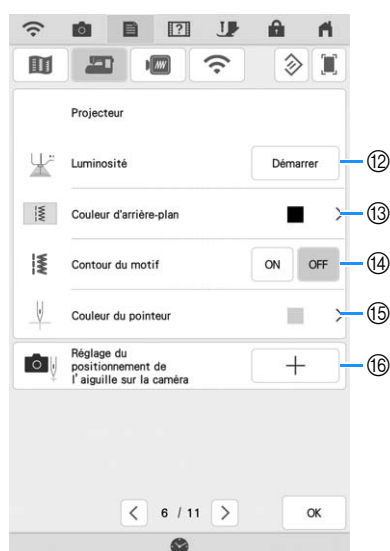 Projecteur
Luminosité
Démarrer
⑫
Couleur d'arrière-plan
⑬
Contour du motif
ON
OFF
⑭
Couleur du pointeur
⑮
Réglage du
positionnement de
l'aiguille sur la caméra
⑯
6 / 11
OK